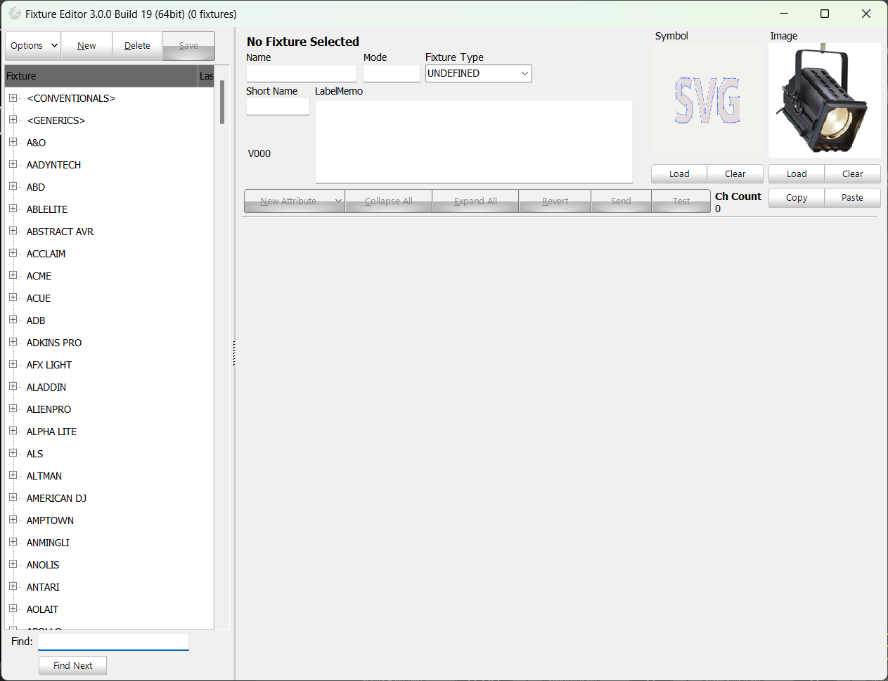 Fixture Editor 3.0.0 Build 19 (64bit) (0 fixtures)
Options New Delete Save
Fixture Las
<CONVENTIONALS>
<GENERICS>
A&O
AADYNTECH
ABD
ABLELITE
ABSTRACT AVR
ACCLAIM
ACME
ACUE
ADB
ADKINS PRO
AFX LIGHT
ALADDIN
ALIENPRO
ALPHA LITE
ALS
ALTMAN
AMERICAN DJ
AMPTOWN
ANMINGLI
ANOLIS
ANTARI
AOLAIT
Find:
Find Next
No Fixture Selected
Name Mode Fixture Type
UNDEFINED
Short Name LabelMemo
V000
Symbol Image
SVG
Load Clear Load Clear
New Attribute Collapse All Expand All Revert Send Test
Ch Count
0
Copy Paste